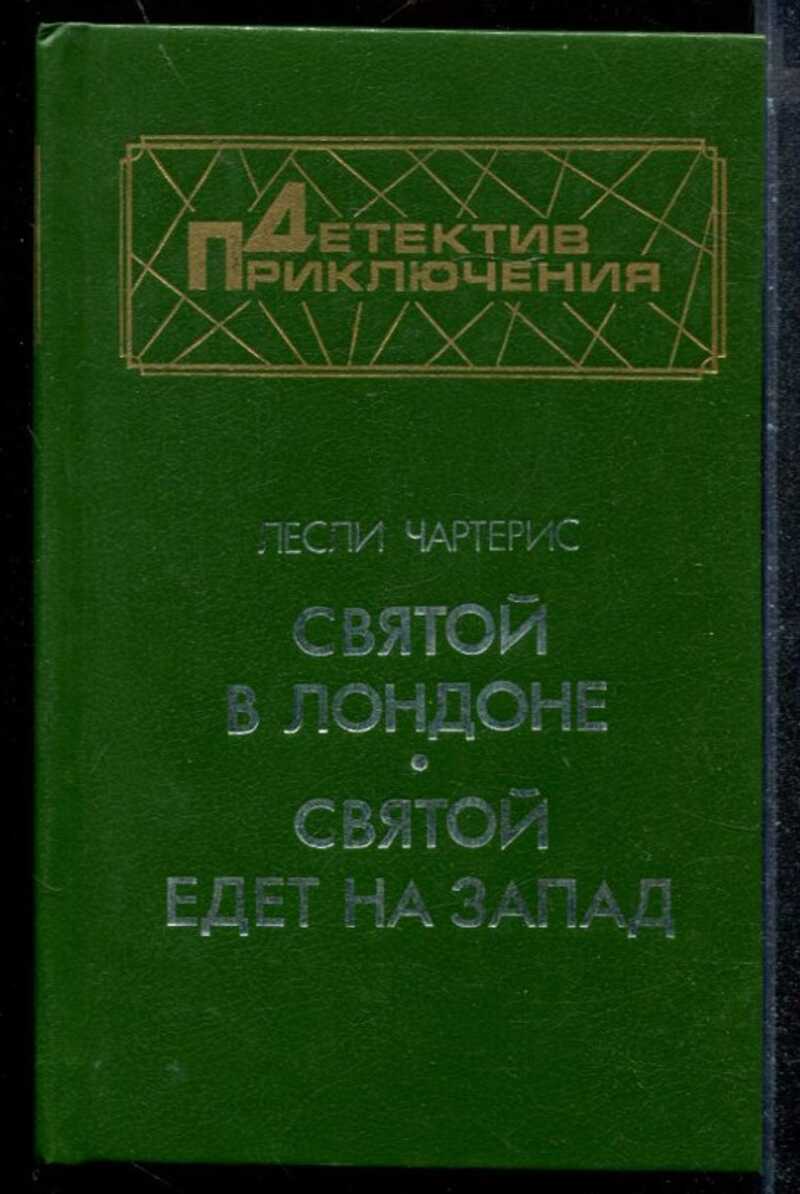 ДЕТЕКТИВ
ПРИКЛЮЧЕНИЯ
ЛЕСЛИ ЧАРТЕРИС
СВЯТОЙ
В ЛОНДОНЕ
•
СВЯТОЙ
ЕДЕТ НА ЗАПАД